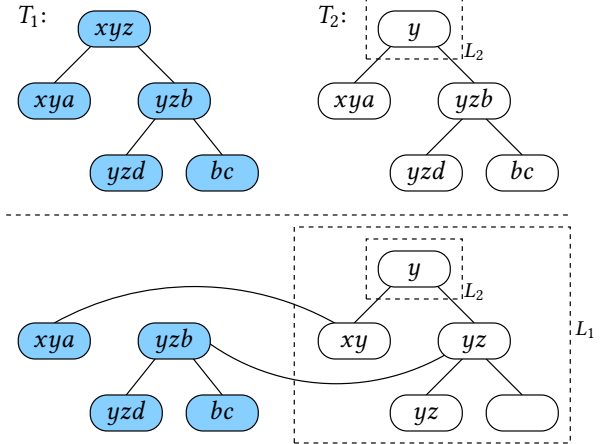 T₁: xyz
T₂: y
L₂
xya yzb xya yzb
yzd bc yzd bc
y
L₂
xya yzb xy yz
L₁
yzd bc yz